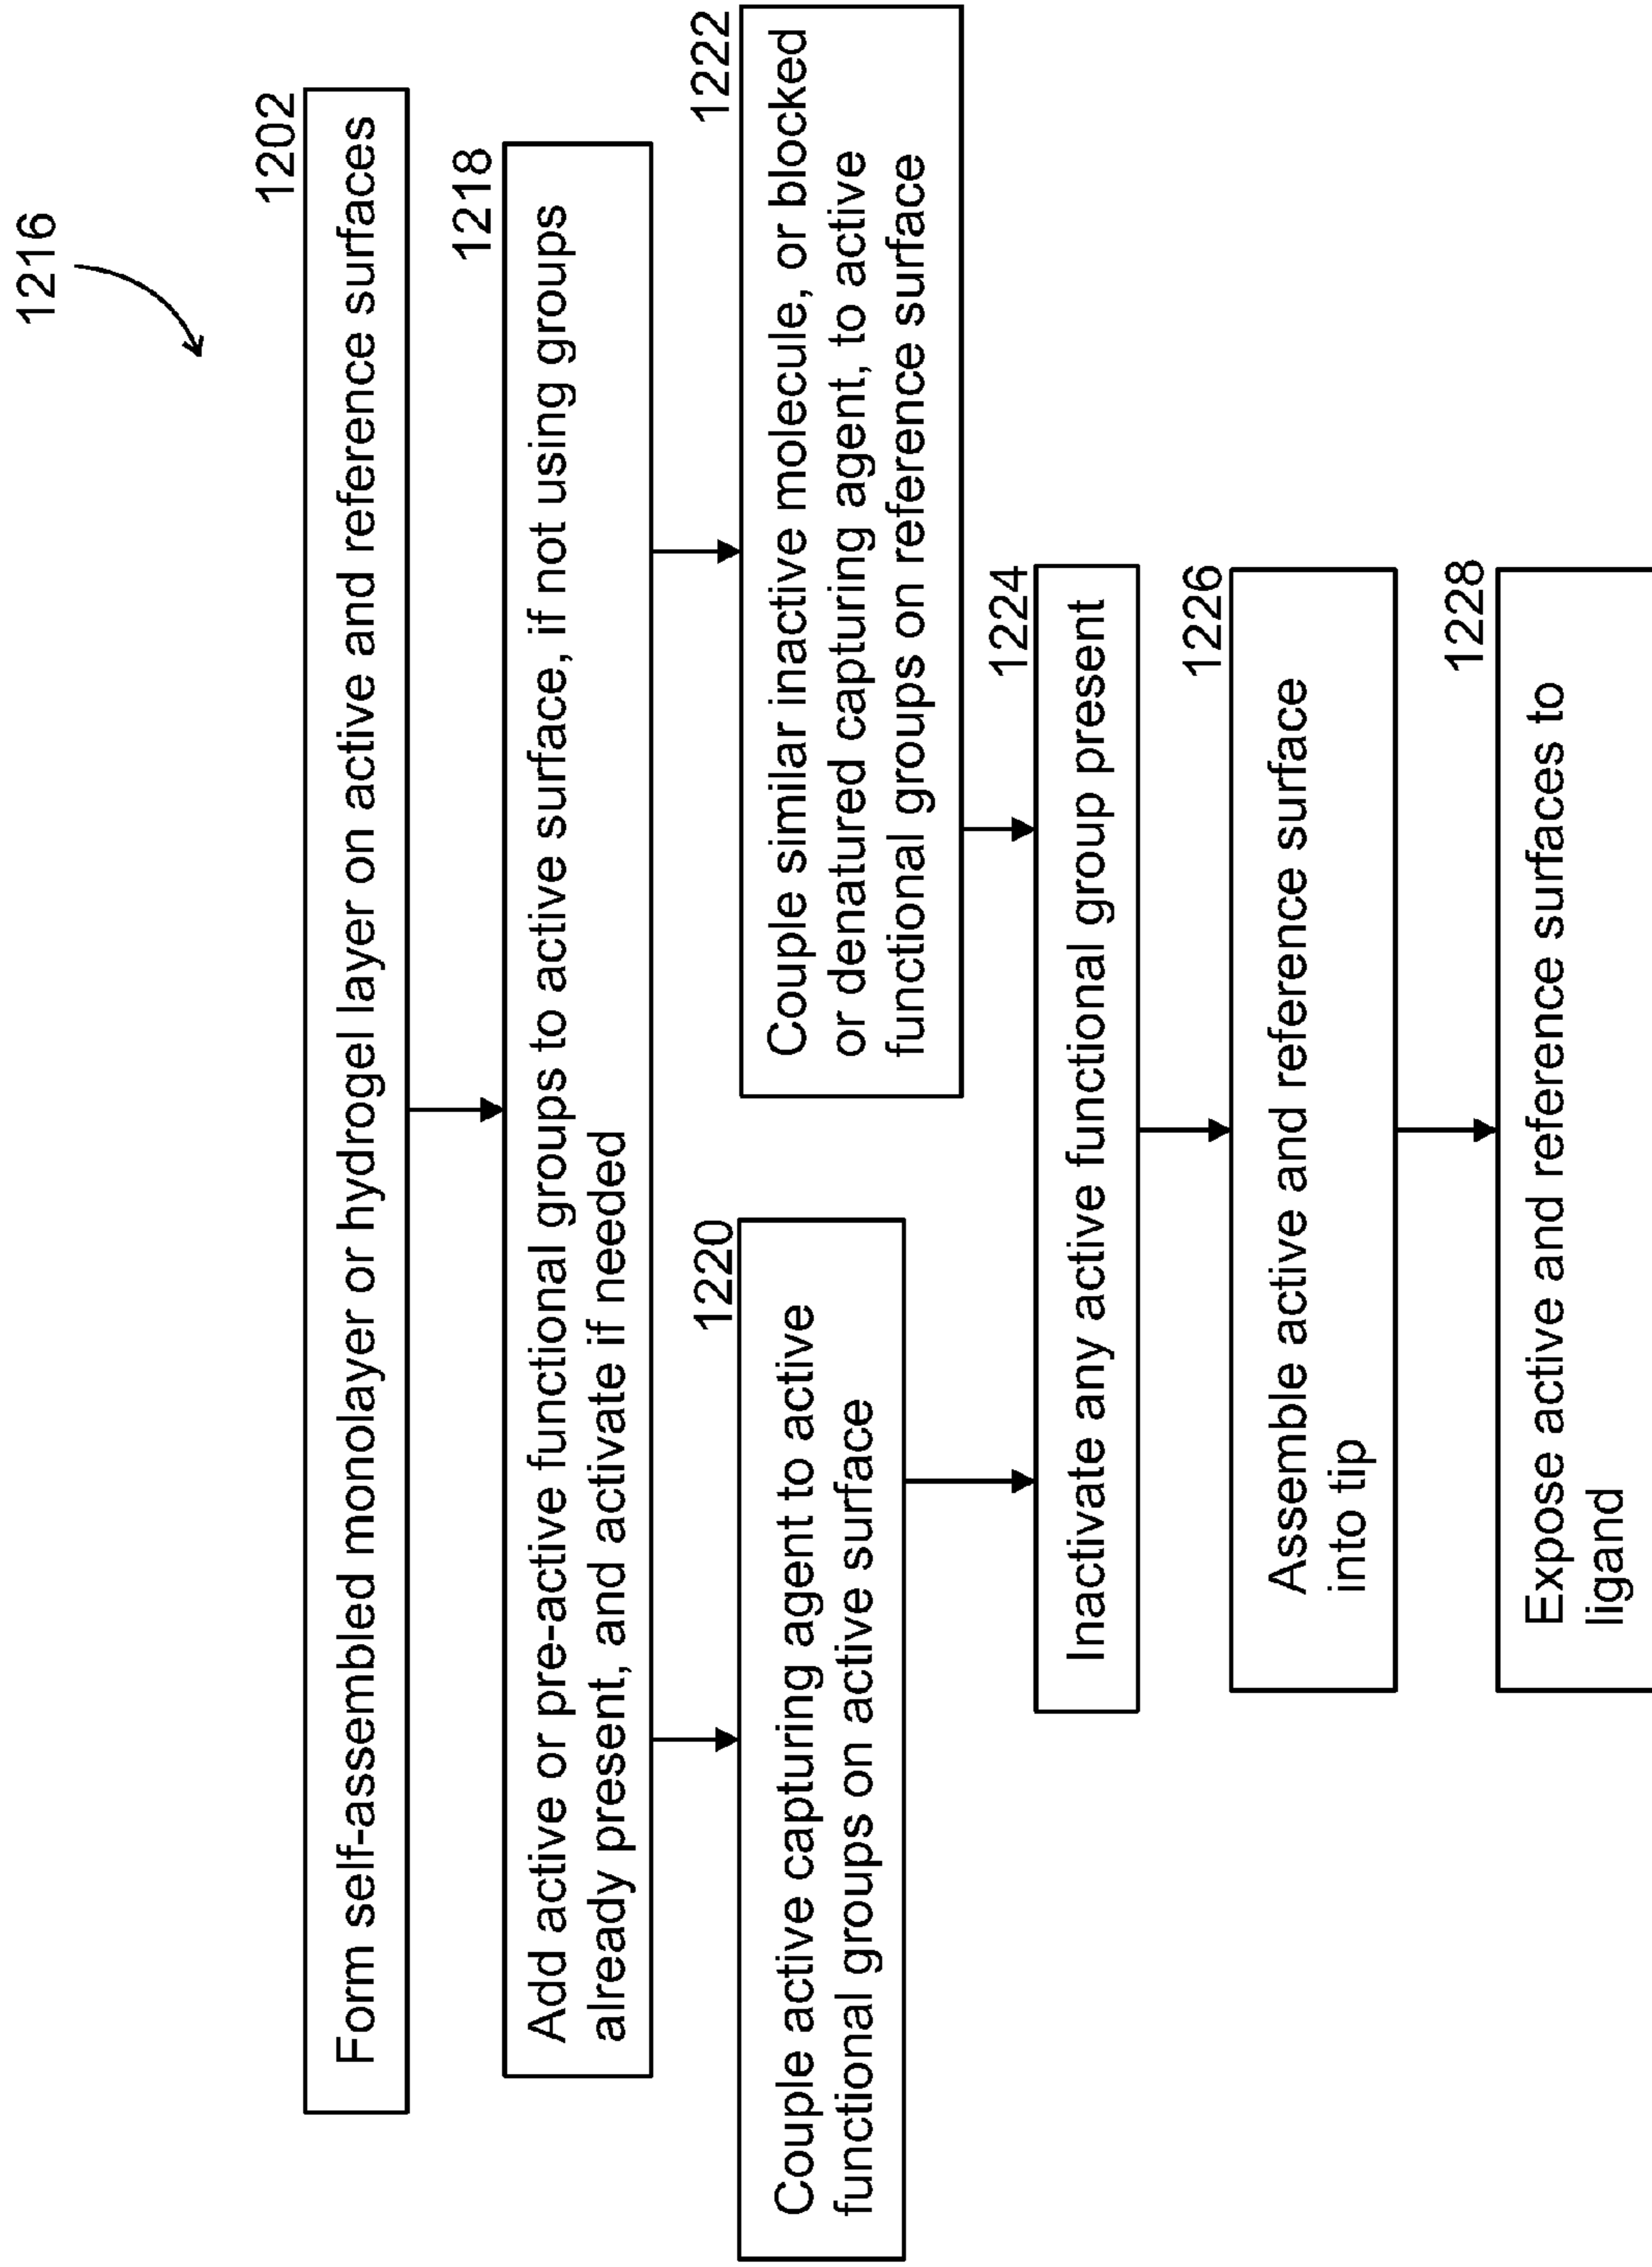 1216
1202
Form self-assembled monolayer or hydrogel layer on active and reference surfaces
1218
Add active or pre-active functional groups to active surface, if not using groups
already present, and activate if needed
1220
Couple active capturing agent to active
functional groups on active surface
1222
Couple similar inactive molecule, or blocked
or denatured capturing agent, to active
functional groups on reference surface
1224
Inactivate any active functional group present
1226
Assemble active and reference surface
into tip
1228
Expose active and reference surfaces to
ligand